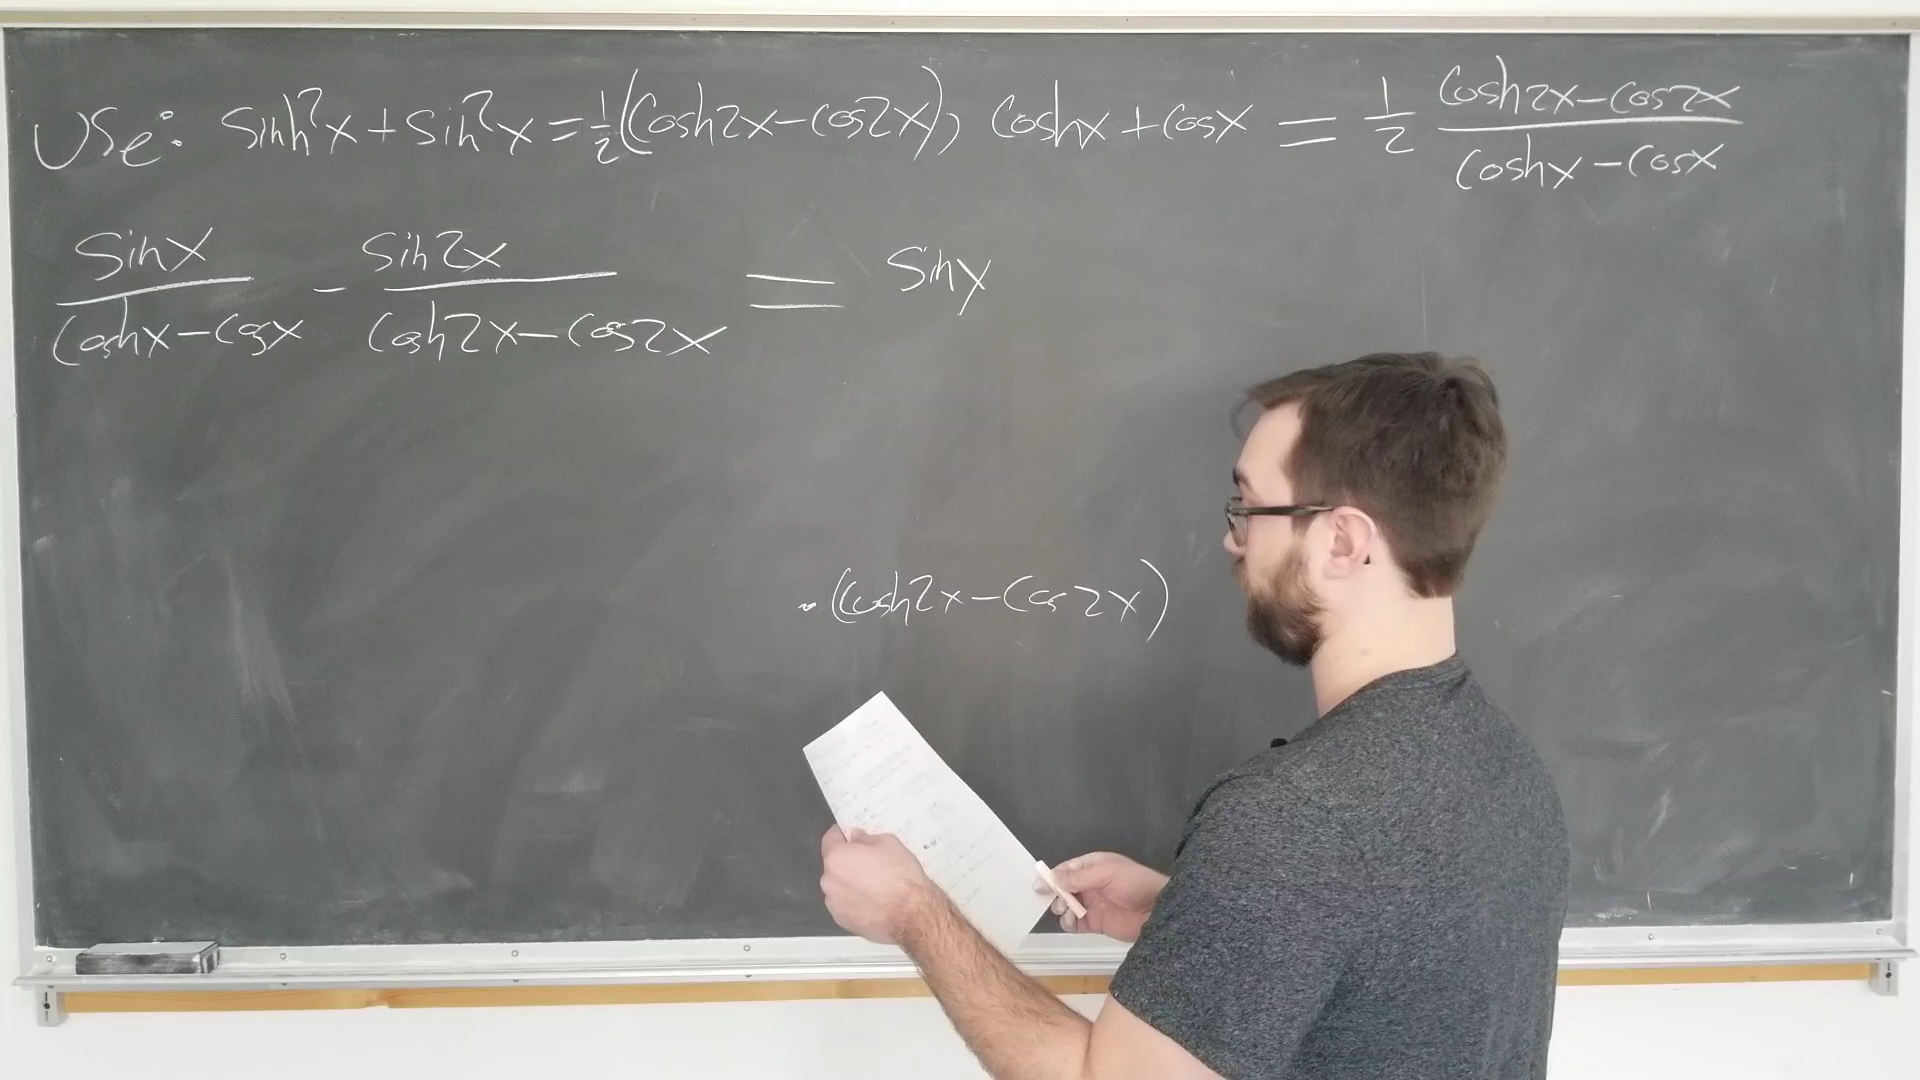 Use: sinh²x + sin²x = 1/2 (cosh2x - cos2x), coshx + cosx = 1/2 (cosh2x - cos2x)/(coshx - cosx)
sinx/(coshx - cosx) - sin2x/(cosh2x - cos2x) = sinx
· (cosh2x - cos2x)